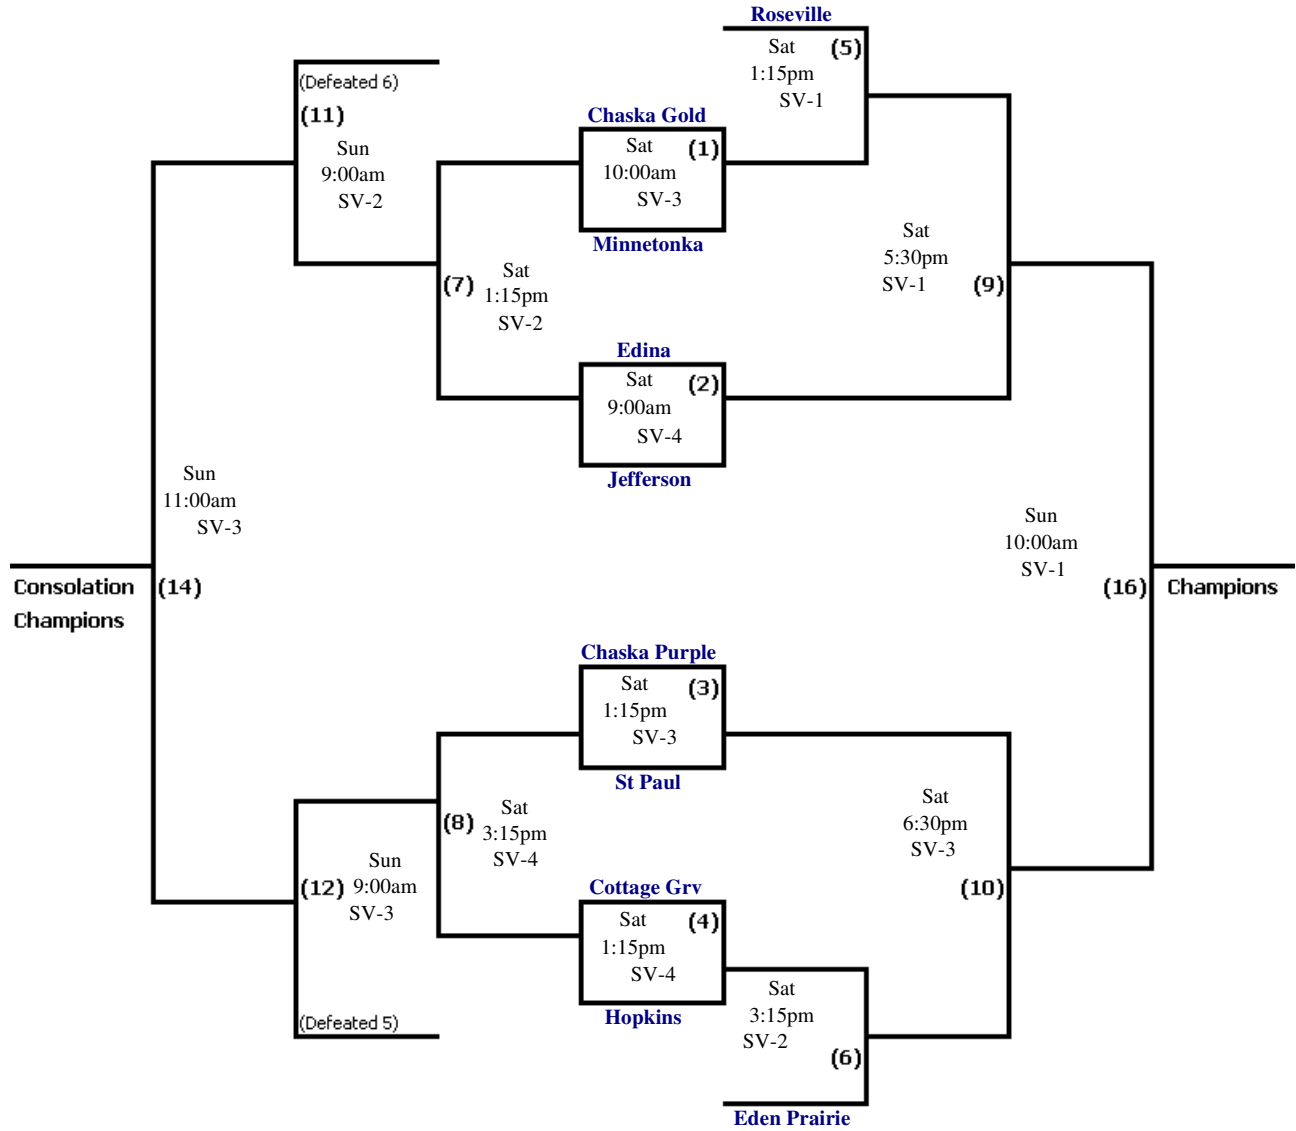 Roseville
Sat (5)
1:15pm
SV-1
(Defeated 6)
(11)
Sun
9:00am
SV-2
Chaska Gold
Sat (1)
10:00am
SV-3
Minnetonka
Sat
(7) 1:15pm
SV-2
Sat
5:30pm
SV-1 (9)
Edina
Sat (2)
9:00am
SV-4
Jefferson
Sun
11:00am
SV-3
Sun
10:00am
SV-1
Consolation (14)
Champions
(16) Champions
Chaska Purple
Sat (3)
1:15pm
SV-3
St Paul
Sat
(8) 3:15pm
SV-4
Sat
6:30pm
SV-3
(10)
Sun
(12) 9:00am
SV-3
Cottage Grv
Sat (4)
1:15pm
SV-4
Hopkins
Sat
3:15pm
SV-2
(6)
(Defeated 5)
Eden Prairie